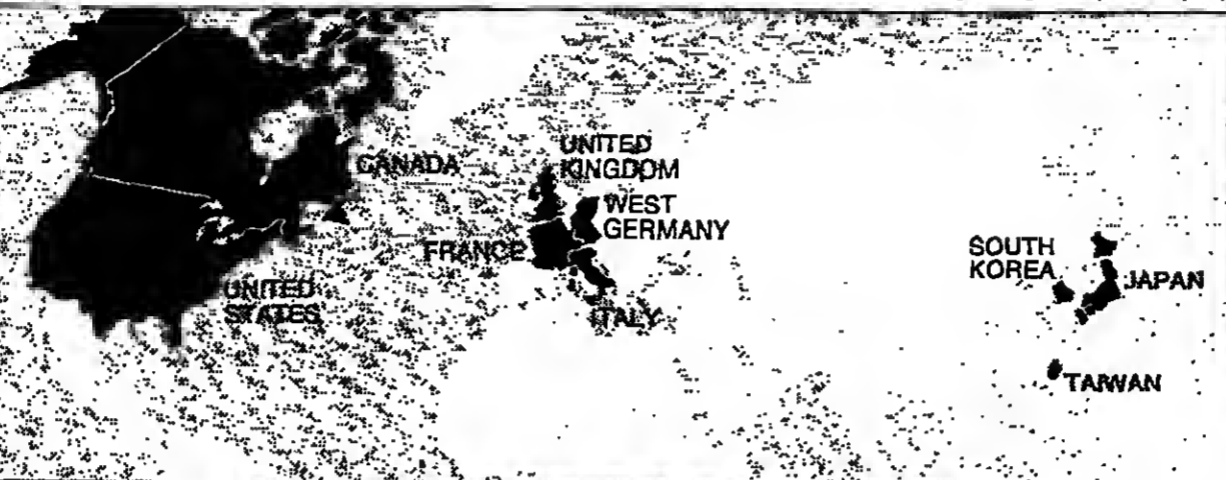 CANADA
UNITED
KINGDOM
WEST
GERMANY
FRANCE
ITALY
UNITED
STATES
SOUTH
KOREA
JAPAN
TAIWAN